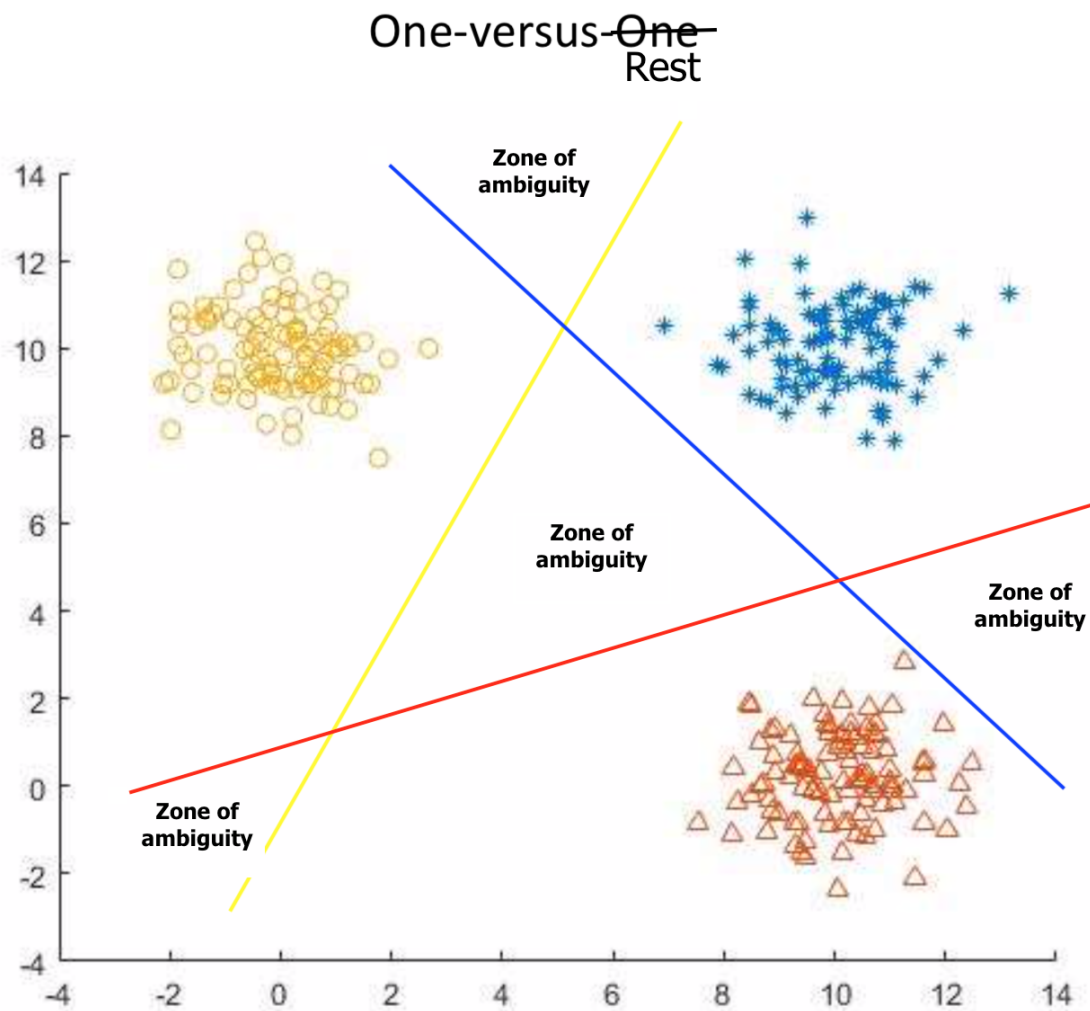 One-versus-One
Rest
Zone of
ambiguity
14
12
10
8
6
Zone of
ambiguity
4
Zone of
ambiguity
2
0
Zone of
ambiguity
-2
-4
-4 -2 0 2 4 6 8 10 12 14